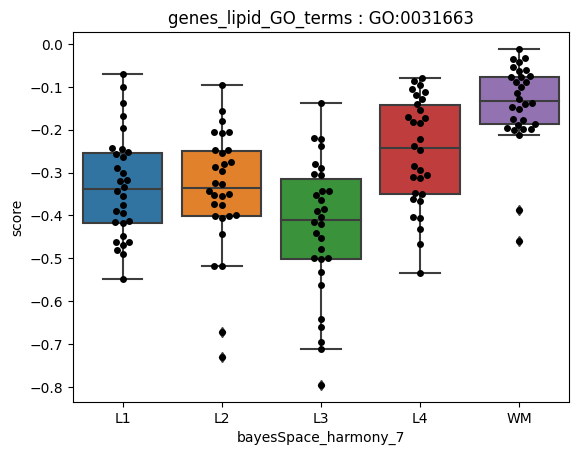 genes_lipid_GO_terms : GO:0031663
0.0
−0.1
−0.2
−0.3
−0.4
−0.5
−0.6
−0.7
−0.8
score
L1 L2 L3 L4 WM
bayesSpace_harmony_7